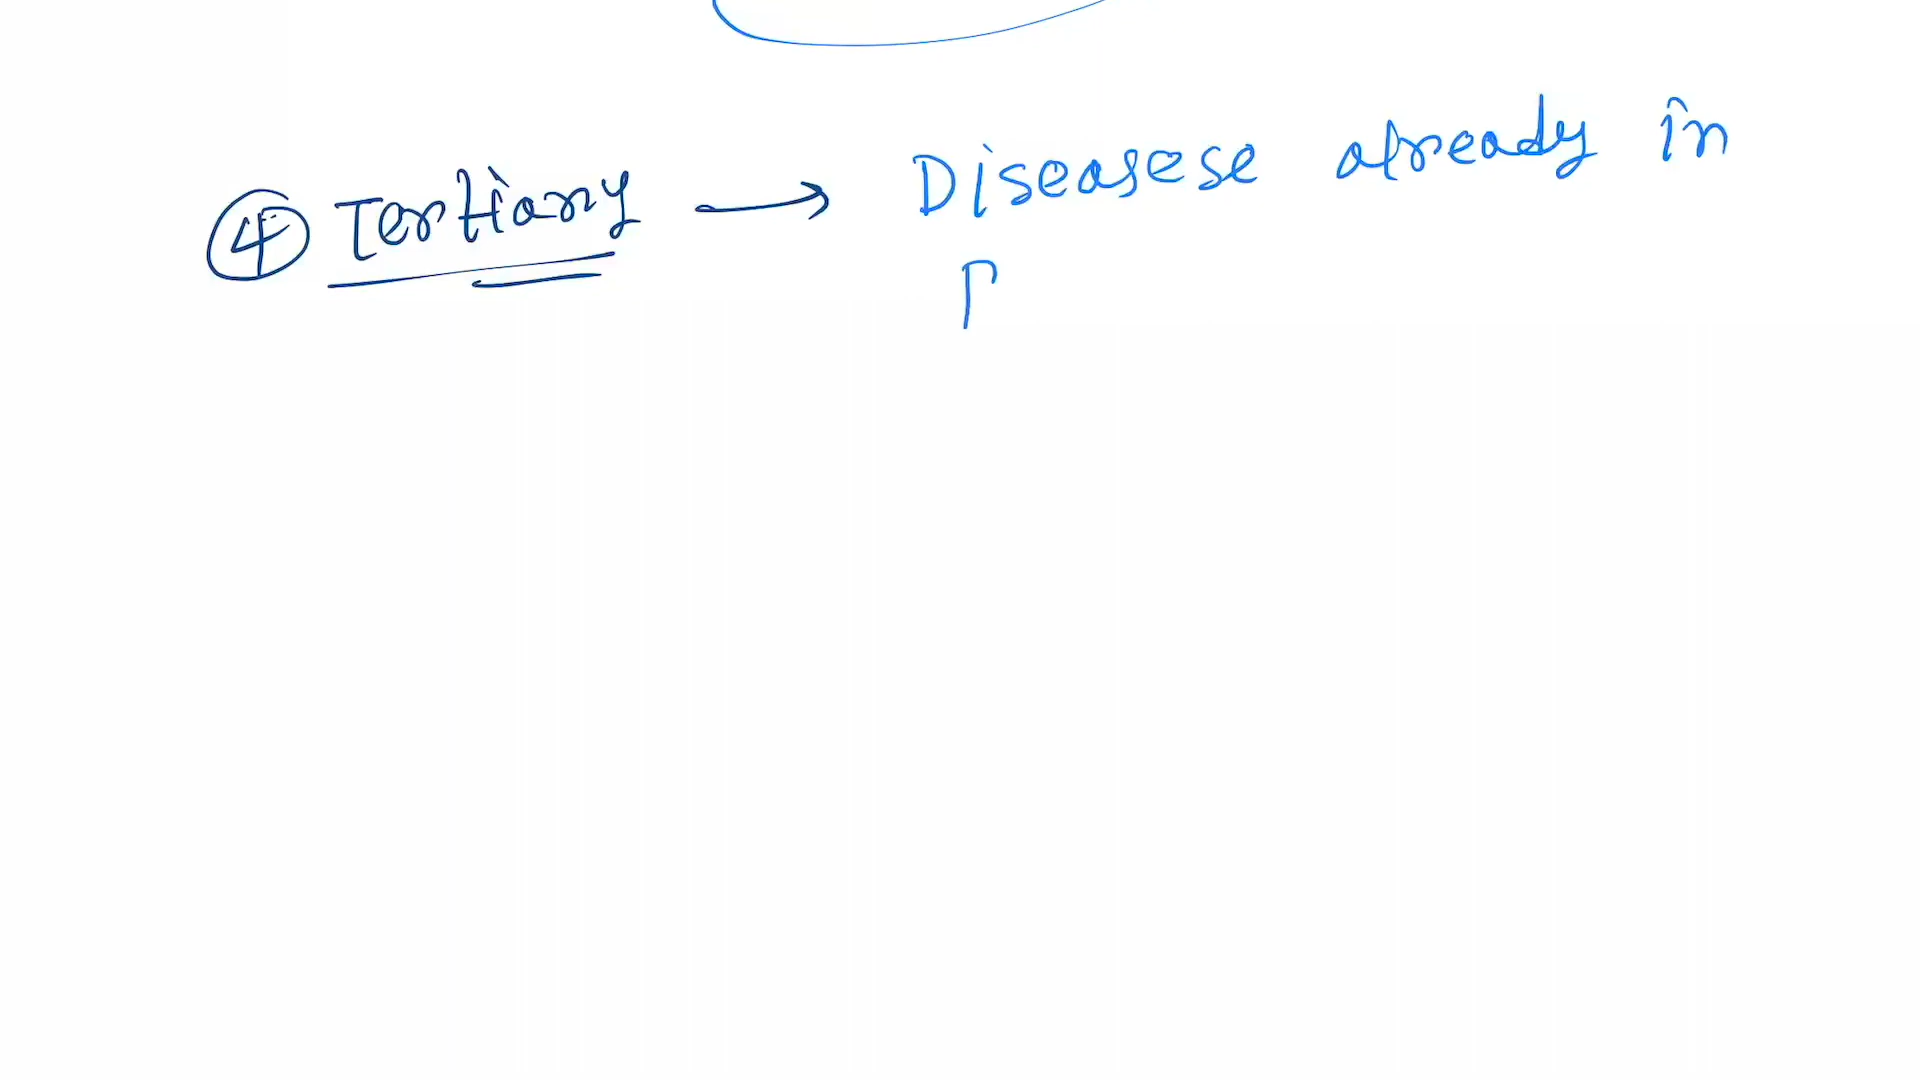 ④ Tertiary → Diseasese already in